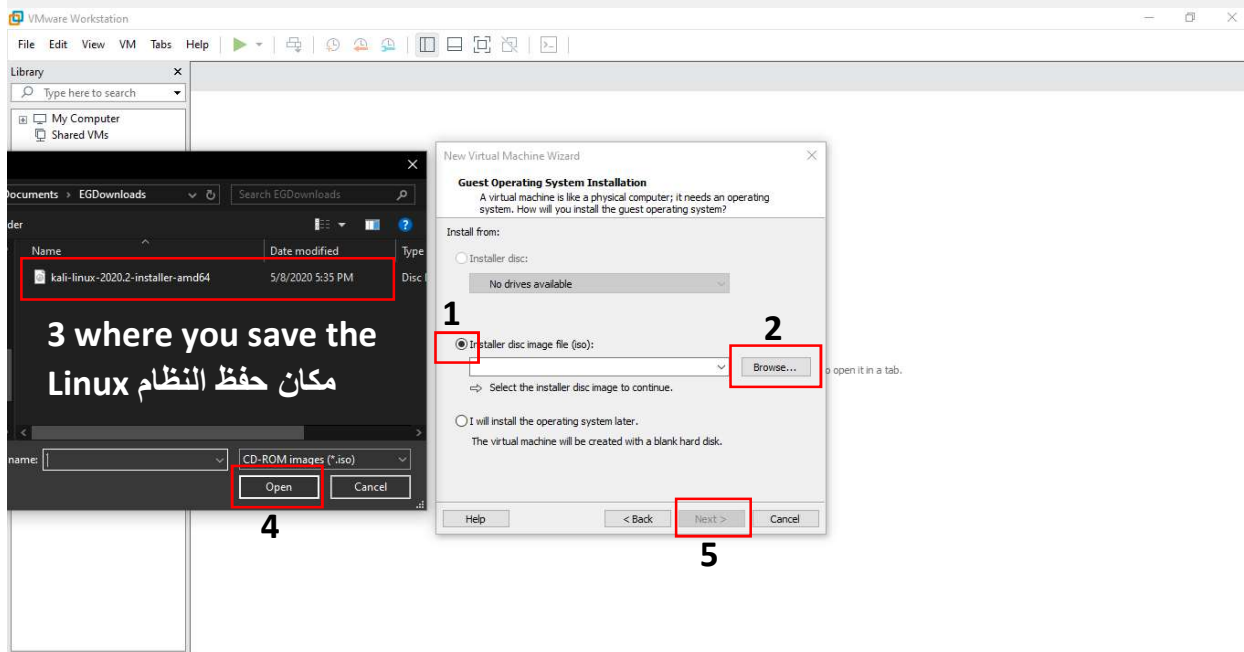 VMware Workstation
File Edit View VM Tabs Help
Library
Type here to search
My Computer
Shared VMs
Documents > EGDownloads
Search EGDownloads
der
Name Date modified Type
kali-linux-2020.2-installer-amd64 5/8/2020 5:35 PM Disc
3 where you save the
Linux مكان حفظ النظام
name:
CD-ROM images (*.iso)
Open Cancel
4
New Virtual Machine Wizard
Guest Operating System Installation
A virtual machine is like a physical computer; it needs an operating
system. How will you install the guest operating system?
Install from:
Installer disc:
No drives available
1
2
Installer disc image file (iso):
Browse...
Select the installer disc image to continue.
I will install the operating system later.
The virtual machine will be created with a blank hard disk.
Help < Back Next > Cancel
5
o open it in a tab.